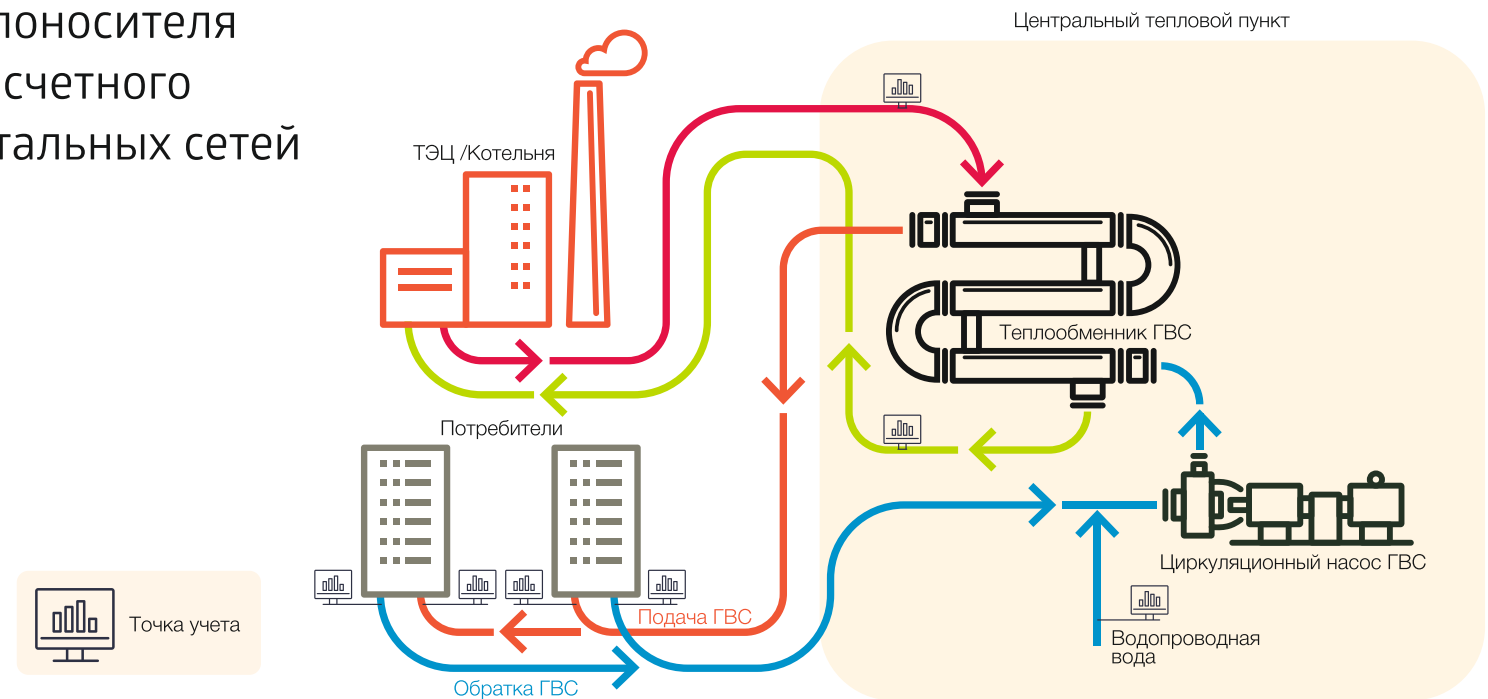 поносителя
счетного
тальных сетей
Центральный тепловой пункт
ТЭЦ /Котельня
Теплообменник ГВС
Потребители
Циркуляционный насос ГВС
Подача ГВС
Точка учета
Водопроводная
вода
Обратка ГВС